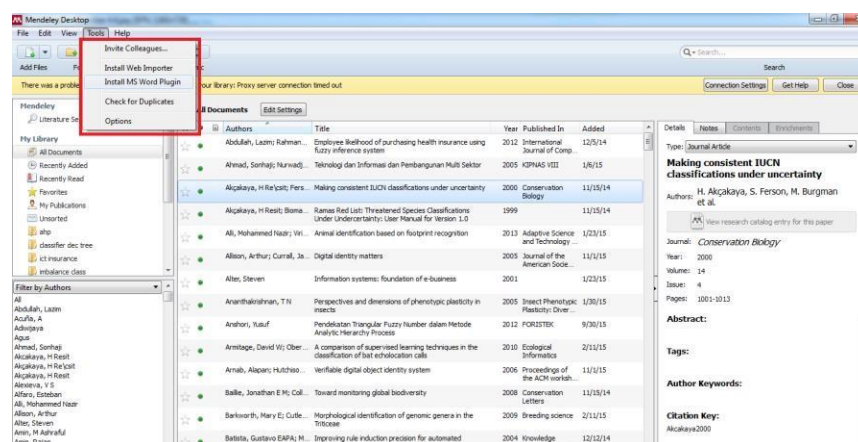 Mendeley Desktop
File Edit View Tools Help
Invite Colleagues...
Install Web Importer
Install MS Word Plugin
Check for Duplicates
Options
Add Files
Search...
Search
There was a proble
our library: Proxy server connection timed out
Connection Settings Get Help Close
Mendeley
Literature Se
My Library
All Documents
Recently Added
Recently Read
Favorites
My Publications
Unsorted
ahp
classifier dec tree
ict insurance
imbalance class
Filter by Authors
All
Abdullah, Lazim
Acuña, A
Adiwijaya
Agus
Ahmad, Sonhaji
Akcakaya, H Resit
Akçakaya, H Re\c{s}it
Akçakaya, H Resit
Alexieva, V S
Alfaro, Esteban
Ali, Mohammed Nazir
Allison, Arthur
Alter, Steven
Amin, M Ashraful
ll Documents Edit Settings
Authors Title Year Published In Added
Abdullah, Lazim; Rahman... Employee likelihood of purchasing health insurance using fuzzy inference system 2012 International Journal of Comp... 12/5/14
Ahmad, Sonhaji; Nurwadj... Teknologi dan Informasi dan Pembangunan Multi Sektor 2005 KIPNAS VIII 1/6/15
Making consistent IUCN classifications under uncertainty 2000 Conservation Biology 11/15/14
Akçakaya, H Resit; Bioma... Ramas Red List: Threatened Species Classifications Under Undercertainty: User Manual for Version 1.0 1999 11/15/14
Ali, Mohammed Nazir; Viri... Animal identification based on footprint recognition 2013 Adaptive Science and Technology ... 1/23/15
Allison, Arthur; Currall, Ja... Digital identity matters 2005 Journal of the American Socie... 11/1/15
Alter, Steven Information systems: foundation of e-business 2001 1/23/15
Ananthakrishnan, T N Perspectives and dimensions of phenotypic plasticity in insects 2005 Insect Phenotypic Plasticity: Diver... 1/30/15
Anshori, Yusuf Pendekatan Triangular Fuzzy Number dalam Metode Analytic Hierarchy Process 2012 FORISTEK 9/30/15
Armitage, David W; Ober... A comparison of supervised learning techniques in the classification of bat echolocation calls 2010 Ecological Informatics 2/11/15
Arnab, Alapan; Hutchiso... Verifiable digital object identity system 2006 Proceedings of the ACM worksh... 11/1/15
Baillie, Jonathan E M; Coll... Toward monitoring global biodiversity 2008 Conservation Letters 11/15/14
Barkworth, Mary E; Cutle... Morphological identification of genomic genera in the Triticeae 2009 Breeding science 2/11/15
Batista, Gustavo EAPA; M... Improving rule induction precision for automated 2004 Knowledge 12/12/14
Details Notes Contents Enrichments
Type: Journal Article
Making consistent IUCN
classifications under uncertainty
Authors: H. Akçakaya, S. Ferson, M. Burgman
et al.
View research catalog entry for this paper
Journal: Conservation Biology
Year: 2000
Volume: 14
Issue: 4
Pages: 1001-1013
Abstract:
Tags:
Author Keywords:
Citation Key:
Akcakaya2000